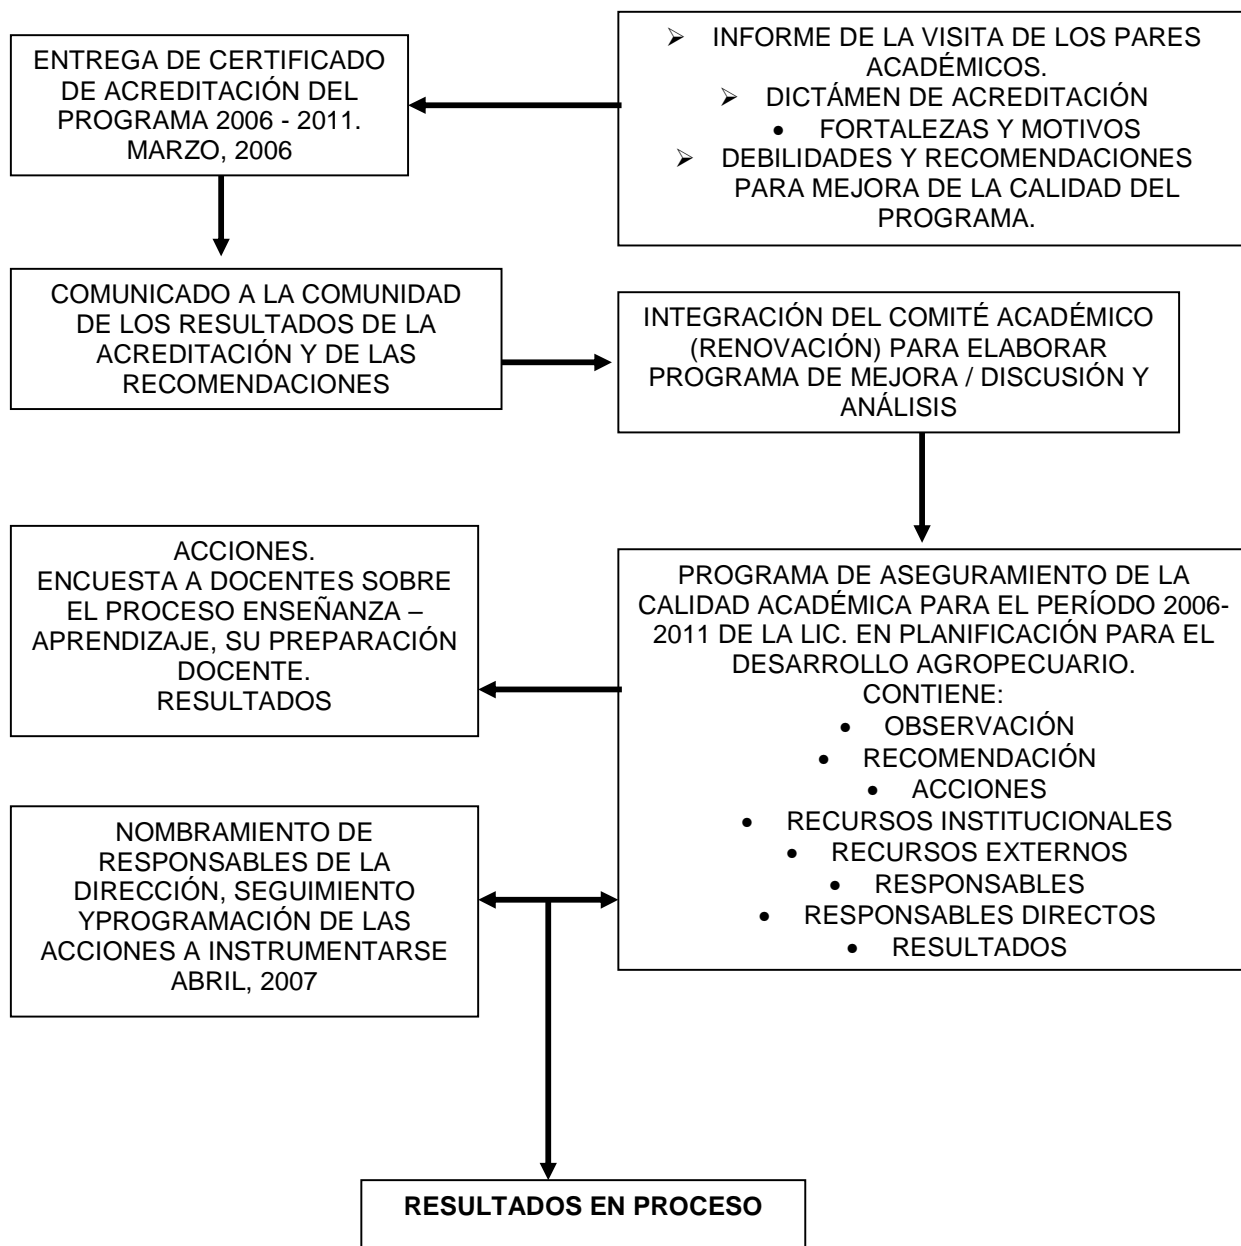 ENTREGA DE CERTIFICADO
DE ACREDITACIÓN DEL
PROGRAMA 2006 - 2011.
MARZO, 2006
➢ INFORME DE LA VISITA DE LOS PARES
ACADÉMICOS.
➢ DICTÁMEN DE ACREDITACIÓN
• FORTALEZAS Y MOTIVOS
➢ DEBILIDADES Y RECOMENDACIONES
PARA MEJORA DE LA CALIDAD DEL
PROGRAMA.
COMUNICADO A LA COMUNIDAD
DE LOS RESULTADOS DE LA
ACREDITACIÓN Y DE LAS
RECOMENDACIONES
INTEGRACIÓN DEL COMITÉ ACADÉMICO
(RENOVACIÓN) PARA ELABORAR
PROGRAMA DE MEJORA / DISCUSIÓN Y
ANÁLISIS
ACCIONES.
ENCUESTA A DOCENTES SOBRE
EL PROCESO ENSEÑANZA –
APRENDIZAJE, SU PREPARACIÓN
DOCENTE.
RESULTADOS
PROGRAMA DE ASEGURAMIENTO DE LA
CALIDAD ACADÉMICA PARA EL PERÍODO 2006-
2011 DE LA LIC. EN PLANIFICACIÓN PARA EL
DESARROLLO AGROPECUARIO.
CONTIENE:
• OBSERVACIÓN
• RECOMENDACIÓN
• ACCIONES
• RECURSOS INSTITUCIONALES
• RECURSOS EXTERNOS
• RESPONSABLES
• RESPONSABLES DIRECTOS
• RESULTADOS
NOMBRAMIENTO DE
RESPONSABLES DE LA
DIRECCIÓN, SEGUIMIENTO
YPROGRAMACIÓN DE LAS
ACCIONES A INSTRUMENTARSE
ABRIL, 2007
RESULTADOS EN PROCESO